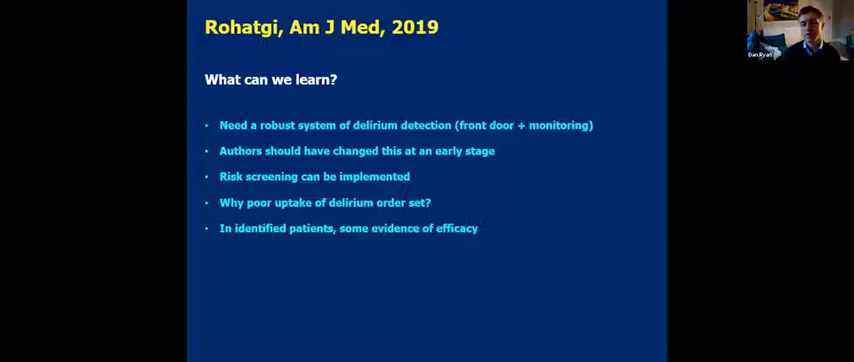 Rohatgi, Am J Med, 2019
What can we learn?
• Need a robust system of delirium detection (front door + monitoring)
• Authors should have changed this at an early stage
• Risk screening can be implemented
• Why poor uptake of delirium order set?
• In identified patients, some evidence of efficacy
Dan Ryan